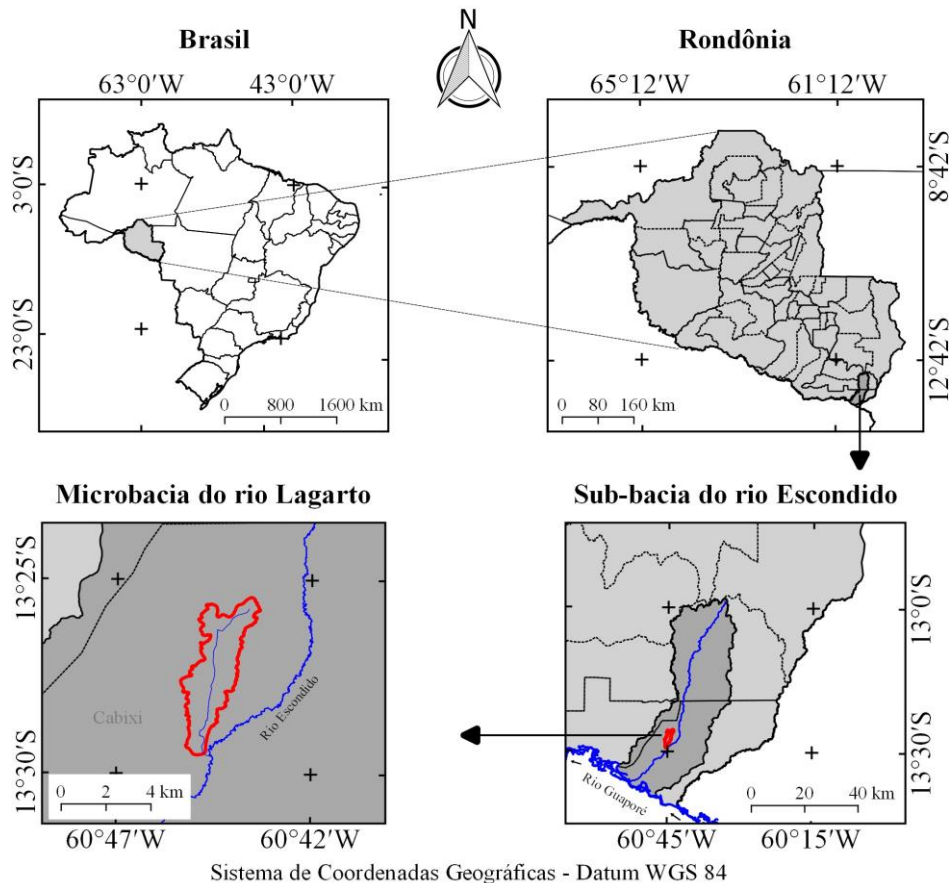 N
Brasil
63°0′W 43°0′W
3°0′S
23°0′S
0 800 1600 km
Rondônia
65°12′W 61°12′W
8°42′S
12°42′S
0 80 160 km
Microbacia do rio Lagarto
13°25′S
13°30′S
Cabixi
Rio Escondido
0 2 4 km
60°47′W 60°42′W
Sub-bacia do rio Escondido
13°0′S
13°30′S
Rio Guaporé
0 20 40 km
60°45′W 60°15′W
Sistema de Coordenadas Geográficas - Datum WGS 84